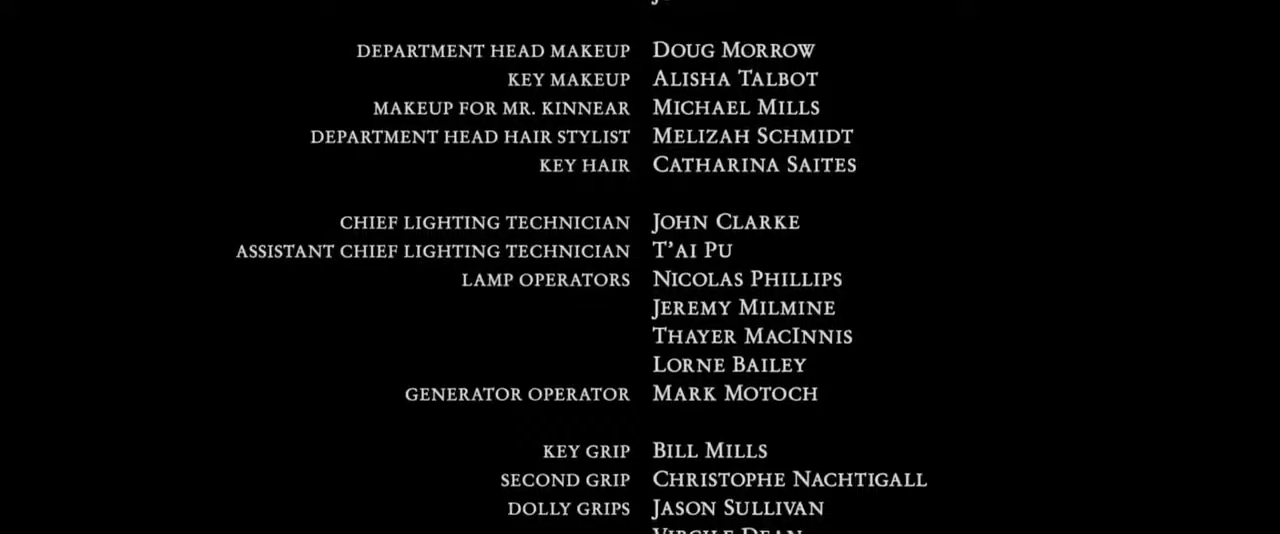 DEPARTMENT HEAD MAKEUP DOUG MORROW
KEY MAKEUP ALISHA TALBOT
MAKEUP FOR MR. KINNEAR MICHAEL MILLS
DEPARTMENT HEAD HAIR STYLIST MELIZAH SCHMIDT
KEY HAIR CATHARINA SAITES
CHIEF LIGHTING TECHNICIAN JOHN CLARKE
ASSISTANT CHIEF LIGHTING TECHNICIAN T'AI PU
LAMP OPERATORS NICOLAS PHILLIPS
JEREMY MILMINE
THAYER MACINNIS
LORNE BAILEY
GENERATOR OPERATOR MARK MOTOCH
KEY GRIP BILL MILLS
SECOND GRIP CHRISTOPHE NACHTIGALL
DOLLY GRIPS JASON SULLIVAN